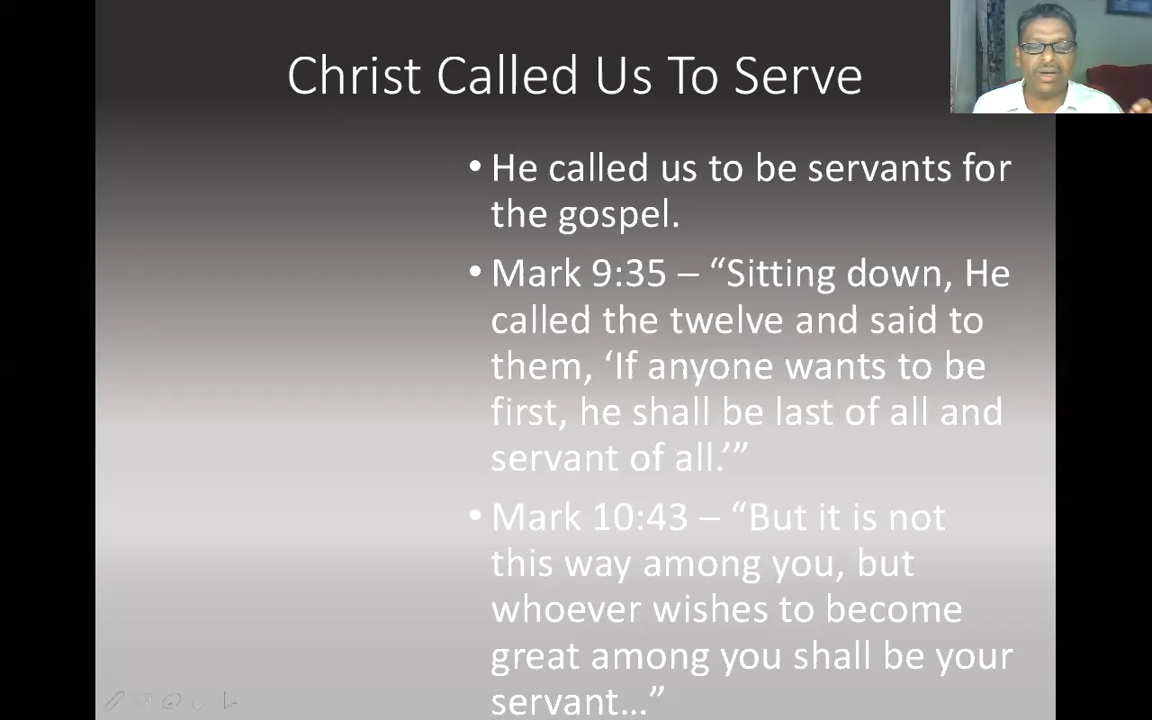 Christ Called Us To Serve
• He called us to be servants for
the gospel.
• Mark 9:35 – “Sitting down, He
called the twelve and said to
them, ‘If anyone wants to be
first, he shall be last of all and
servant of all.’”
• Mark 10:43 – “But it is not
this way among you, but
whoever wishes to become
great among you shall be your
servant...”